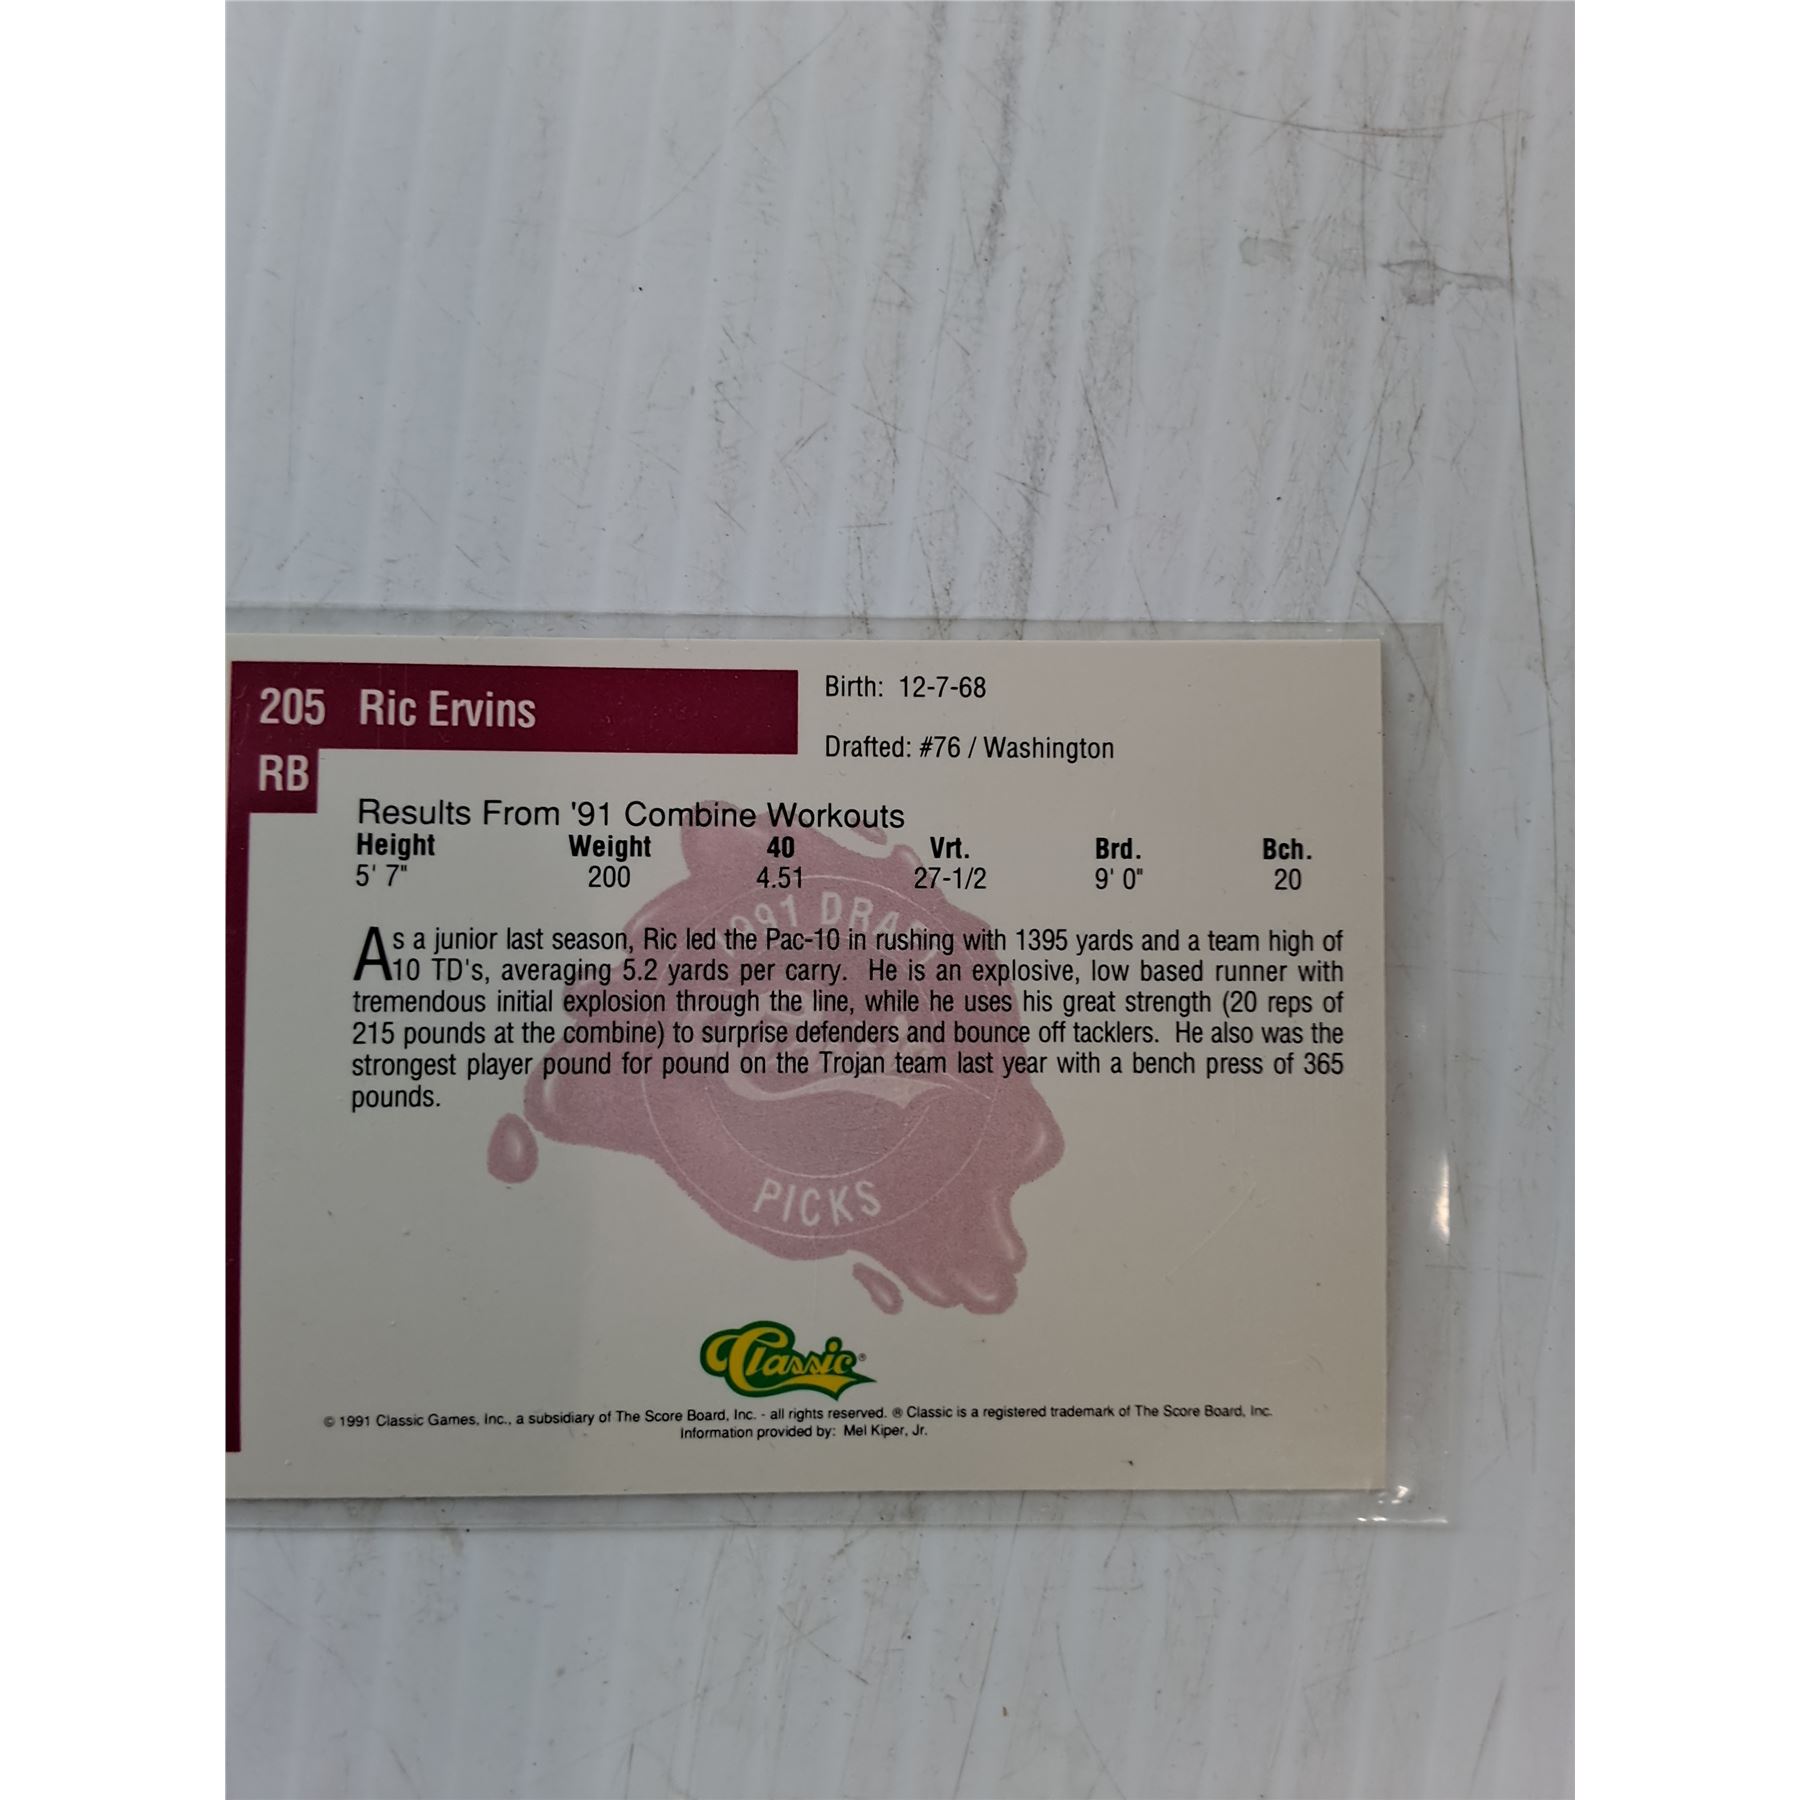 205 Ric Ervins
RB
Birth: 12-7-68
Drafted: #76 / Washington
Results From '91 Combine Workouts
Height Weight 40 Vrt. Brd. Bch.
5' 7" 200 4.51 27-1/2 9' 0" 20
As a junior last season, Ric led the Pac-10 in rushing with 1395 yards and a team high of
10 TD's, averaging 5.2 yards per carry. He is an explosive, low based runner with
tremendous initial explosion through the line, while he uses his great strength (20 reps of
215 pounds at the combine) to surprise defenders and bounce off tacklers. He also was the
strongest player pound for pound on the Trojan team last year with a bench press of 365
pounds.
1991 DRAFT
Classic
PICKS
Classic®
© 1991 Classic Games, Inc., a subsidiary of The Score Board, Inc. - all rights reserved. ® Classic is a registered trademark of The Score Board, Inc.
Information provided by: Mel Kiper, Jr.